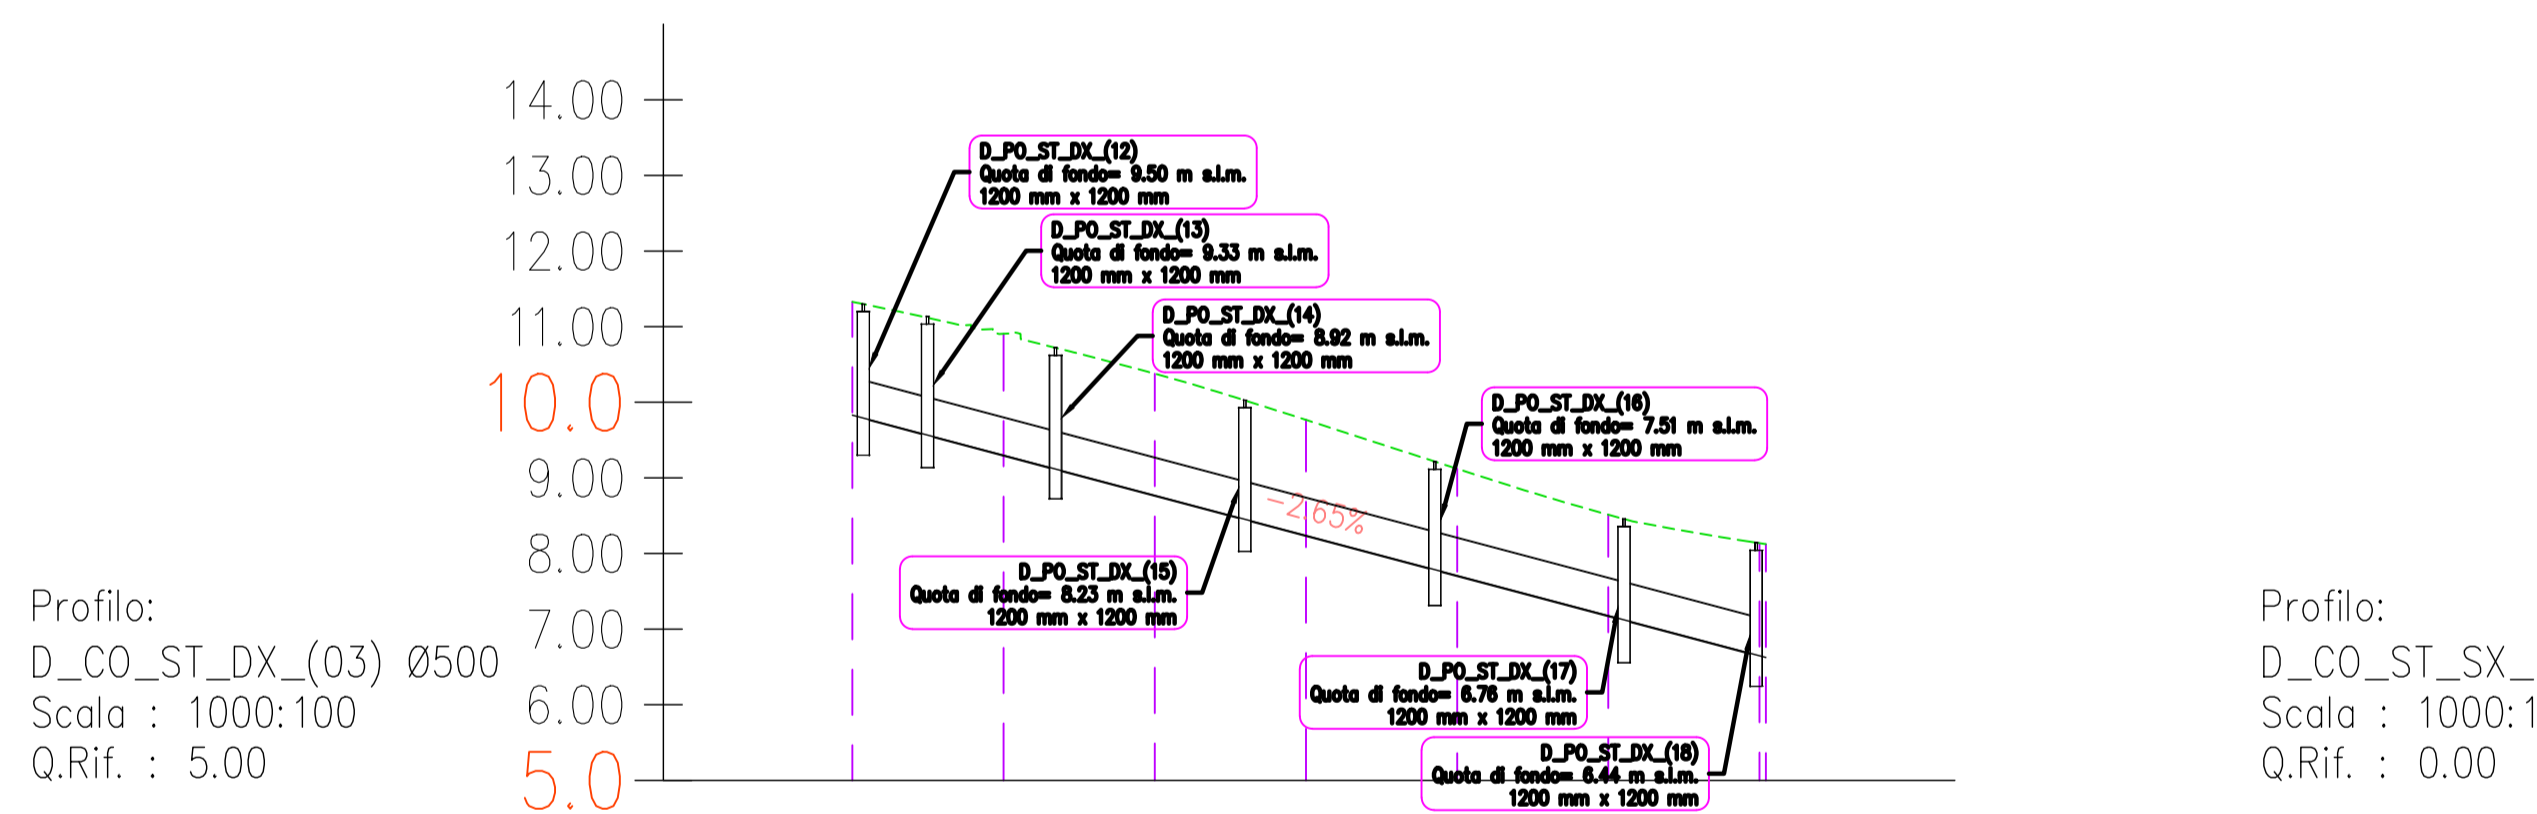 14.00
13.00
12.00
11.00
10.0
9.00
8.00
7.00
6.00
5.0
Profilo:
D_CO_ST_DX_(03) Ø500
Scala : 1000:100
Q.Rif. : 5.00
D_PO_ST_DX_(12)
Quota di fondo= 9.50 m s.l.m.
1200 mm x 1200 mm
D_PO_ST_DX_(13)
Quota di fondo= 9.33 m s.l.m.
1200 mm x 1200 mm
D_PO_ST_DX_(14)
Quota di fondo= 8.92 m s.l.m.
1200 mm x 1200 mm
D_PO_ST_DX_(15)
Quota di fondo= 8.23 m s.l.m.
1200 mm x 1200 mm
-2.65%
D_PO_ST_DX_(16)
Quota di fondo= 7.51 m s.l.m.
1200 mm x 1200 mm
D_PO_ST_DX_(17)
Quota di fondo= 6.76 m s.l.m.
1200 mm x 1200 mm
D_PO_ST_DX_(18)
Quota di fondo= 6.44 m s.l.m.
1200 mm x 1200 mm
Profilo:
D_CO_ST_SX_
Scala : 1000:1
Q.Rif. : 0.00